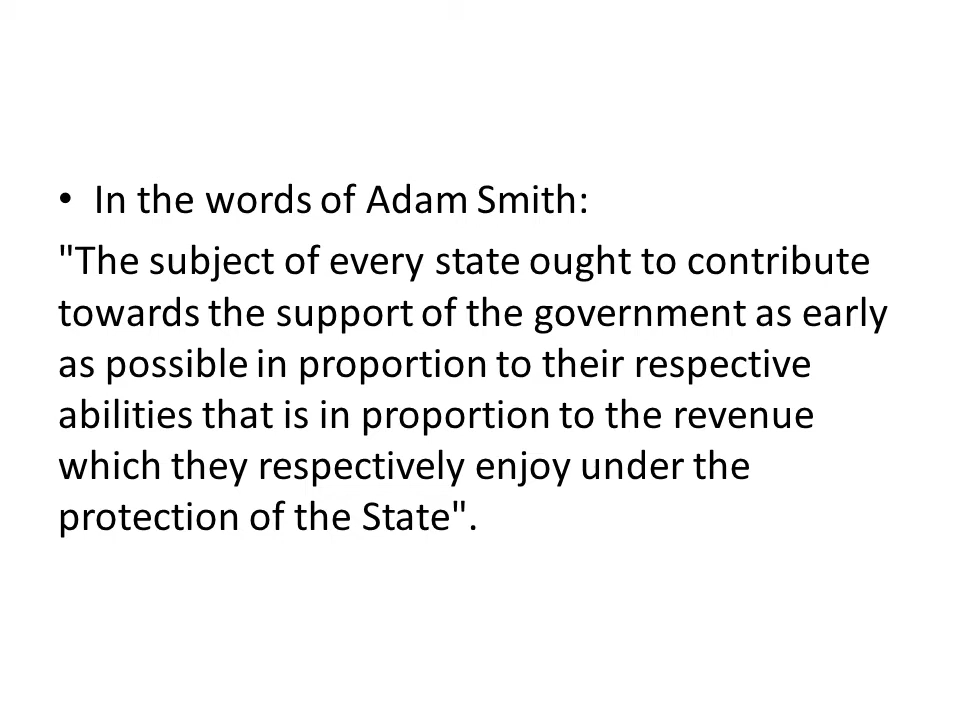 • In the words of Adam Smith:
"The subject of every state ought to contribute
towards the support of the government as early
as possible in proportion to their respective
abilities that is in proportion to the revenue
which they respectively enjoy under the
protection of the State".